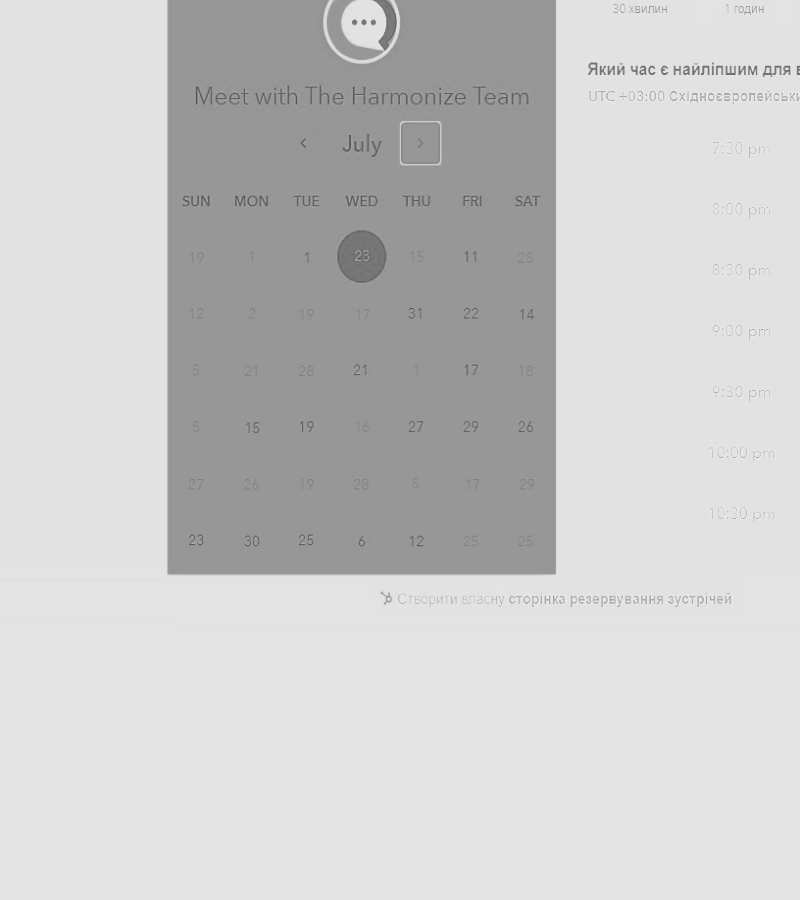 30 хвилин
1 годин
Meet with The Harmonize Team
July
SUN MON TUE WED THU FRI SAT
19 1 1 23 15 11 25
12 2 19 17 31 22 14
5 21 28 21 1 17 18
5 15 19 16 27 29 26
27 26 19 28 5 17 29
23 30 25 6 12 25 25
Який час є найліпшим для в
UTC +03:00 Східноєвропейськи
7:30 pm
8:00 pm
8:30 pm
9:00 pm
9:30 pm
10:00 pm
10:30 pm
Створити власну сторінка резервування зустрічей